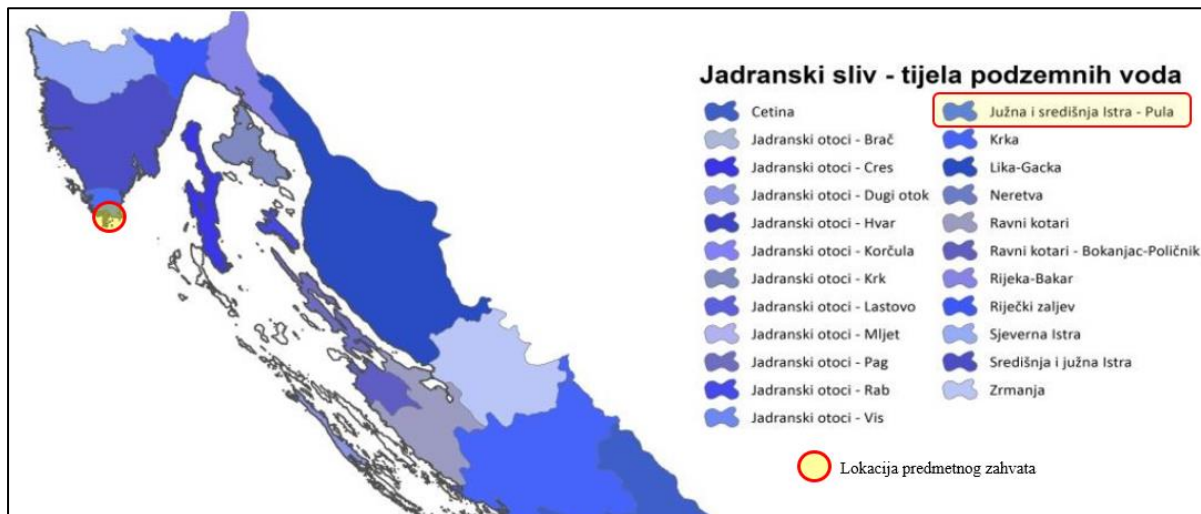 Jadranski sliv - tijela podzemnih voda
Cetina
Jadranski otoci - Brač
Jadranski otoci - Cres
Jadranski otoci - Dugi otok
Jadranski otoci - Hvar
Jadranski otoci - Korčula
Jadranski otoci - Krk
Jadranski otoci - Lastovo
Jadranski otoci - Mljet
Jadranski otoci - Pag
Jadranski otoci - Rab
Jadranski otoci - Vis
Južna i središnja Istra - Pula
Krka
Lika-Gacka
Neretva
Ravni kotari
Ravni kotari - Bokanjac-Poličnik
Rijeka-Bakar
Riječki zaljev
Sjeverna Istra
Središnja i južna Istra
Zrmanja
Lokacija predmetnog zahvata